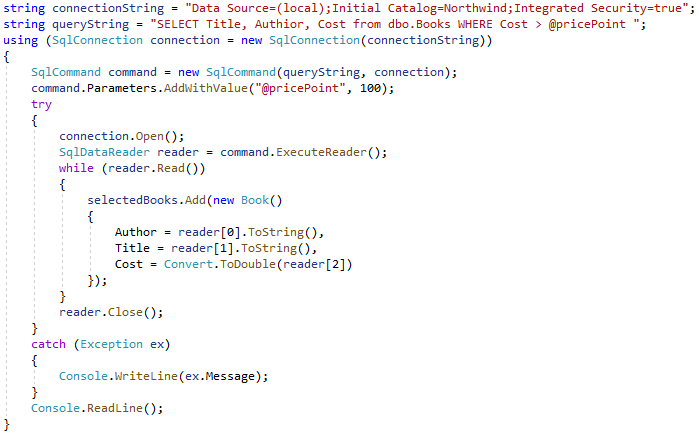 string connectionString = "Data Source=(local);Initial Catalog=Northwind;Integrated Security=true";
string queryString = "SELECT Title, Authior, Cost from dbo.Books WHERE Cost > @pricePoint ";
using (SqlConnection connection = new SqlConnection(connectionString))
{
    SqlCommand command = new SqlCommand(queryString, connection);
    command.Parameters.AddWithValue("@pricePoint", 100);
    try
    {
        connection.Open();
        SqlDataReader reader = command.ExecuteReader();
        while (reader.Read())
        {
            selectedBooks.Add(new Book()
            {
                Author = reader[0].ToString(),
                Title = reader[1].ToString(),
                Cost = Convert.ToDouble(reader[2])
            });
        }
        reader.Close();
    }
    catch (Exception ex)
    {
        Console.WriteLine(ex.Message);
    }
    Console.ReadLine();
}